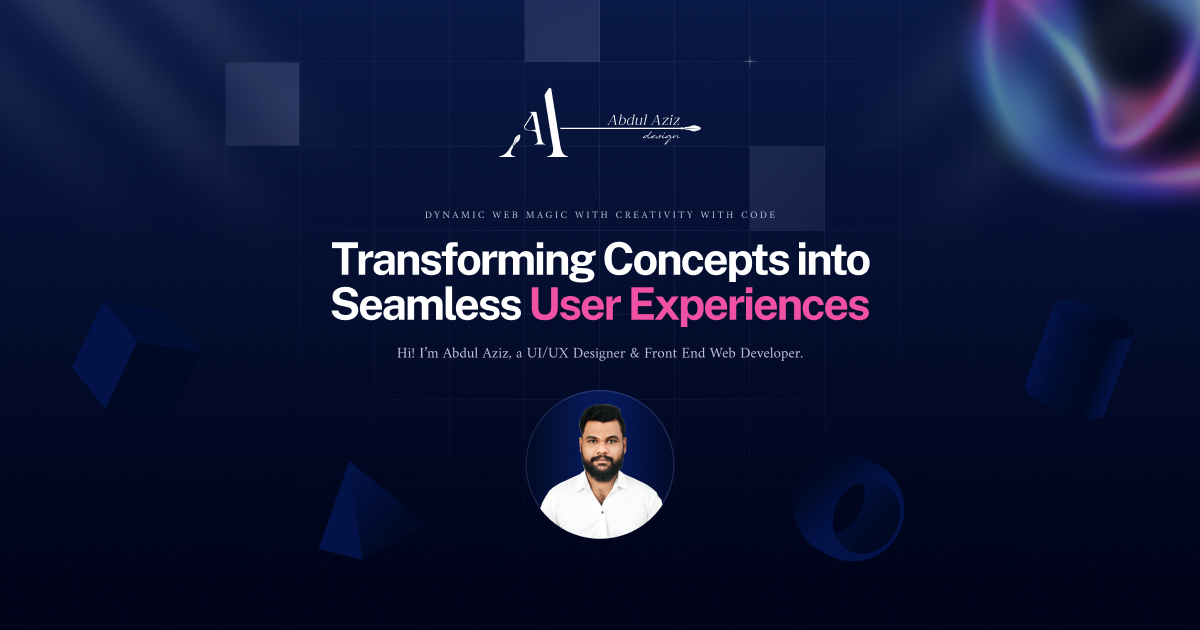 A
Abdul Aziz
design
DYNAMIC WEB MAGIC WITH CREATIVITY WITH CODE
Transforming Concepts into
Seamless User Experiences
Hi! I’m Abdul Aziz, a UI/UX Designer & Front End Web Developer.